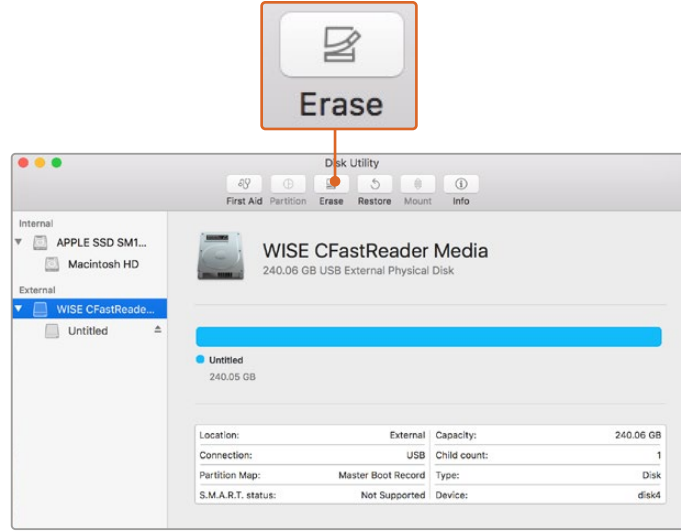 Erase
Disk Utility
First Aid Partition Erase Restore Mount Info
Internal
APPLE SSD SM1...
Macintosh HD
External
WISE CFastReade...
Untitled
WISE CFastReader Media
240.06 GB USB External Physical Disk
Untitled
240.05 GB
Location: External Capacity: 240.06 GB
Connection: USB Child count: 1
Partition Map: Master Boot Record Type: Disk
S.M.A.R.T. status: Not Supported Device: disk4